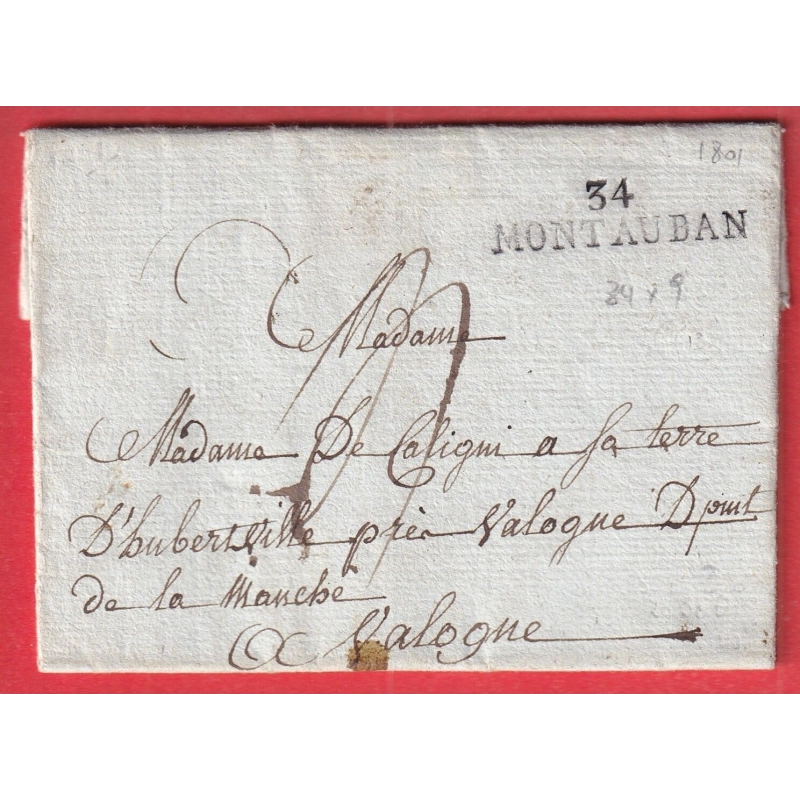 1801
34
MONTAUBAN
34 x 9
Madame
Madame De Caligni a sa terre
D'hubertville près Valogne Dpmt
de la Manche
a Valogne